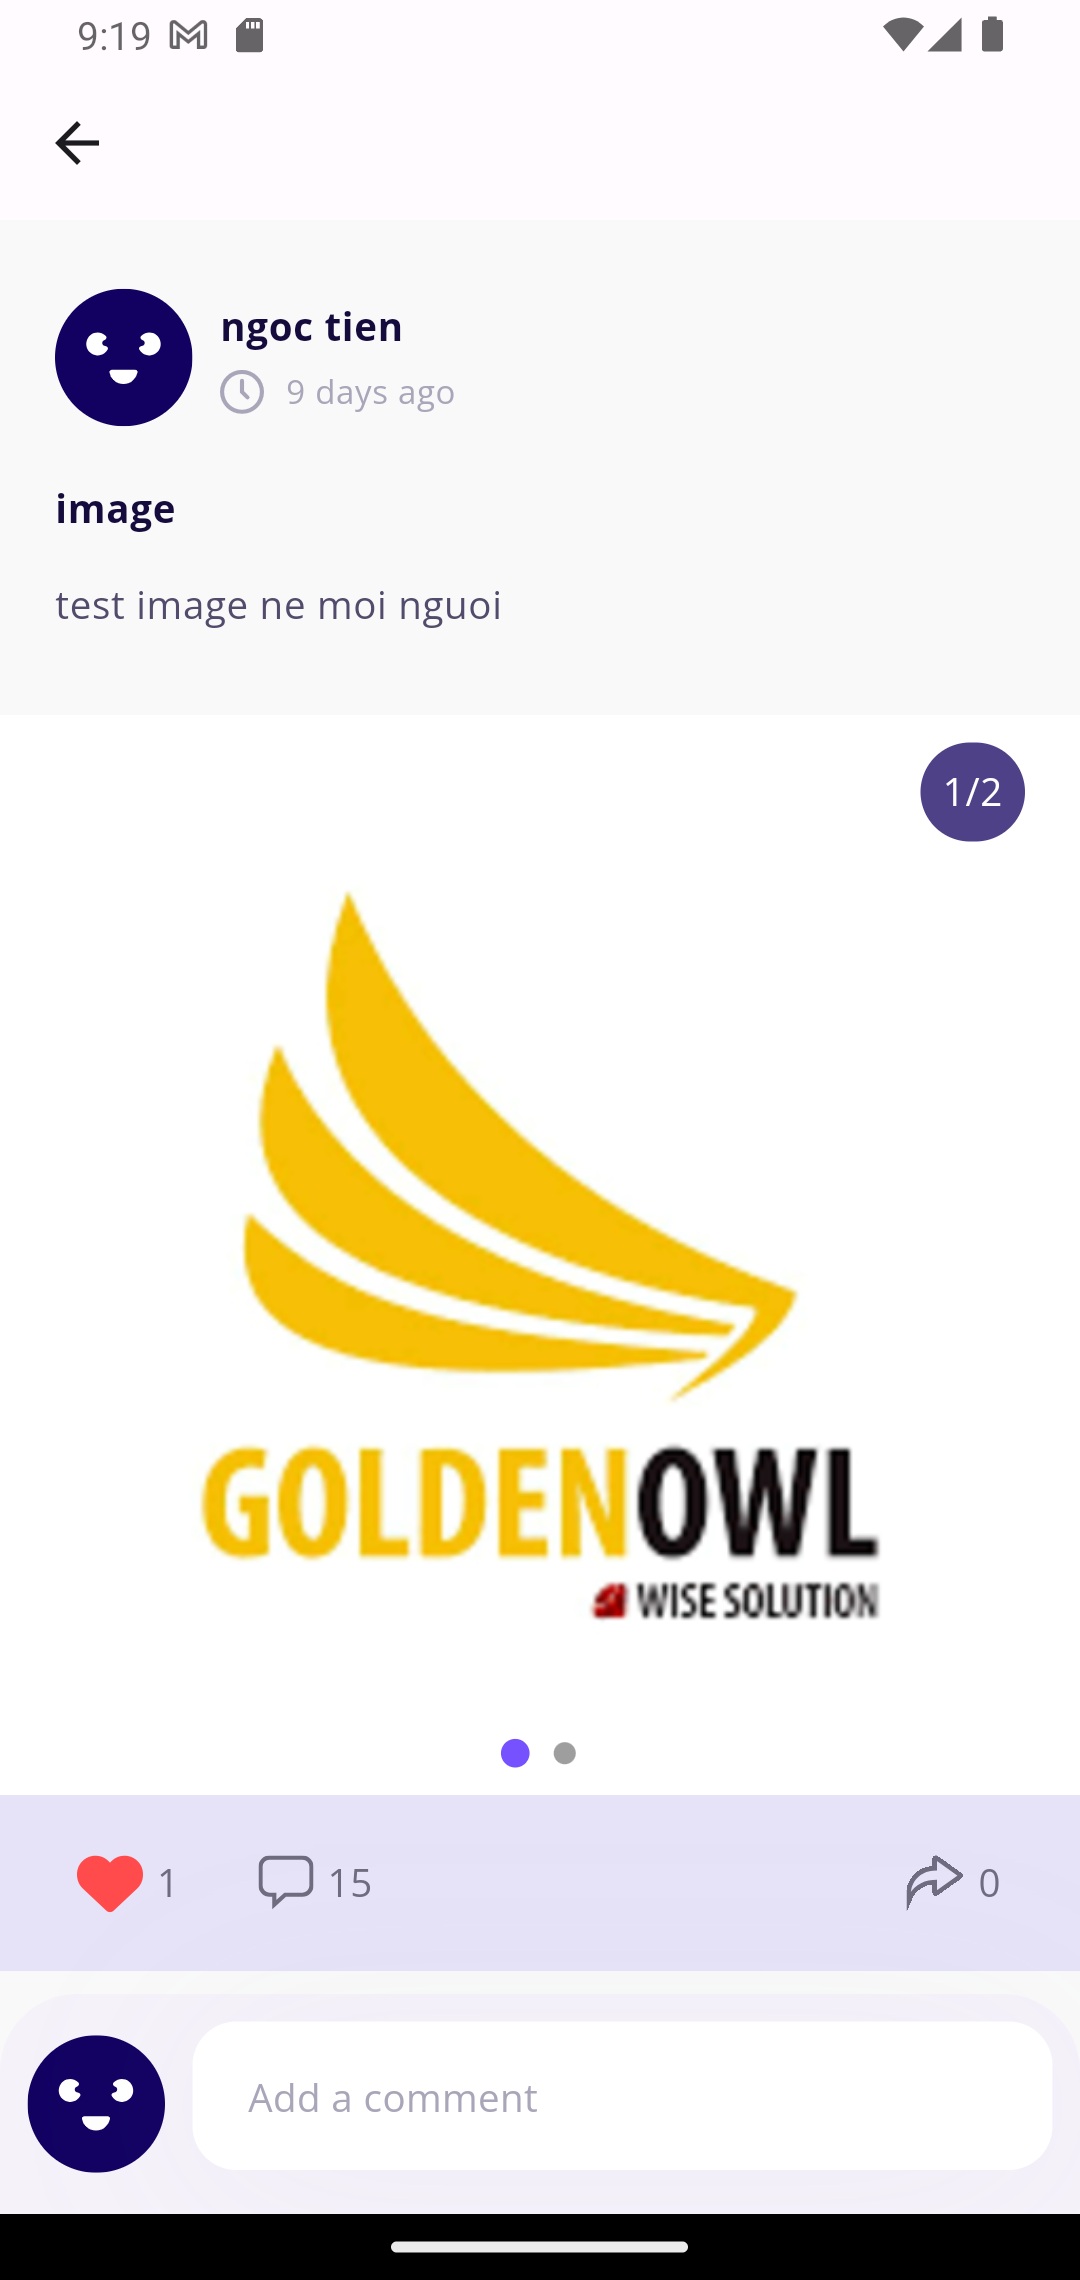 9:19
ngoc tien
9 days ago
image
test image ne moi nguoi
1/2
GOLDENOWL
WISE SOLUTION
1
15
0
Add a comment